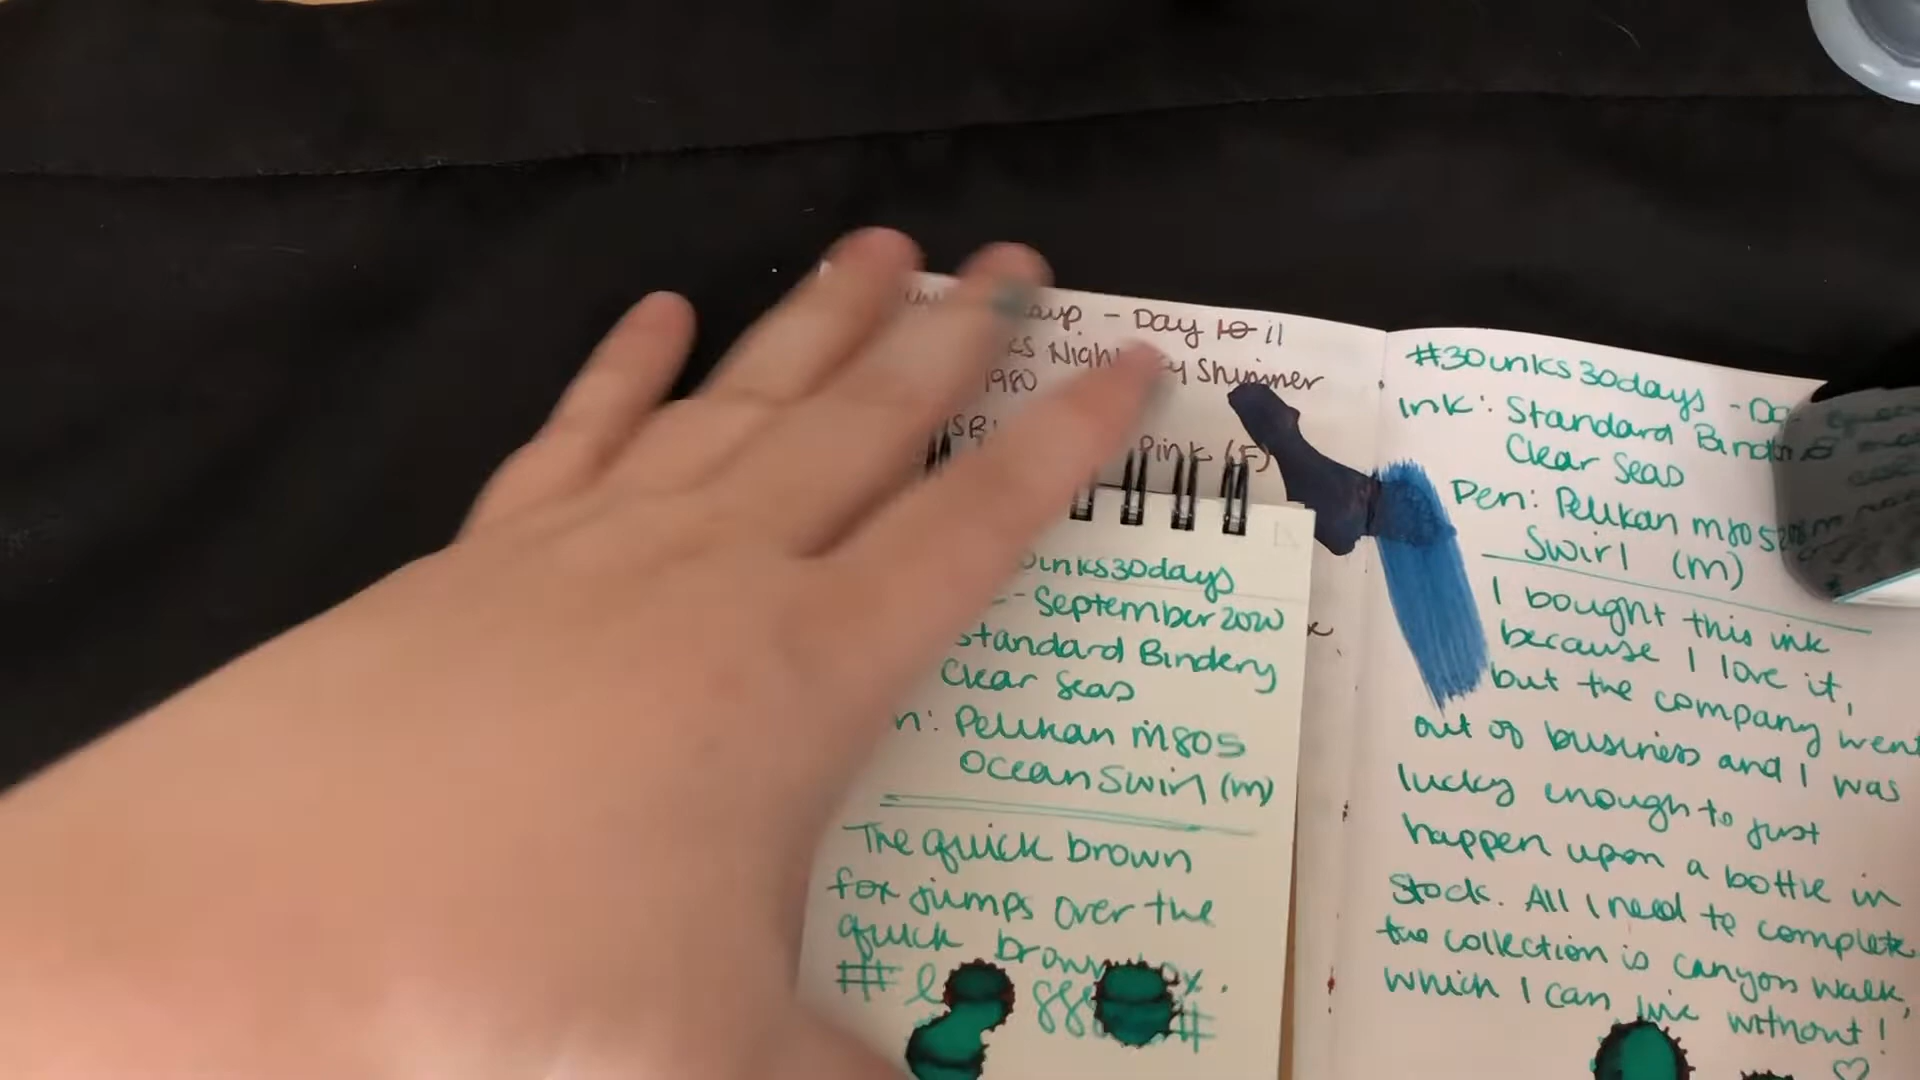 - Day 10 11
Shimmer
1980
Pink (F)
#30inks30days
September 2020
Standard Bindery
Clear Seas
Pelikan m805
Ocean Swirl (m)
The quick brown
fox jumps over the
quick brown fox.
#30inks30days -
Ink: Standard
Clear Seas
Pen: Pelikan m805
Swirl (m)
I bought this ink
because I love it,
but the company went
out of business and I was
lucky enough to just
happen upon a bottle in
Stock. All I need to complete
the collection is canyon walk,
which I can live without!